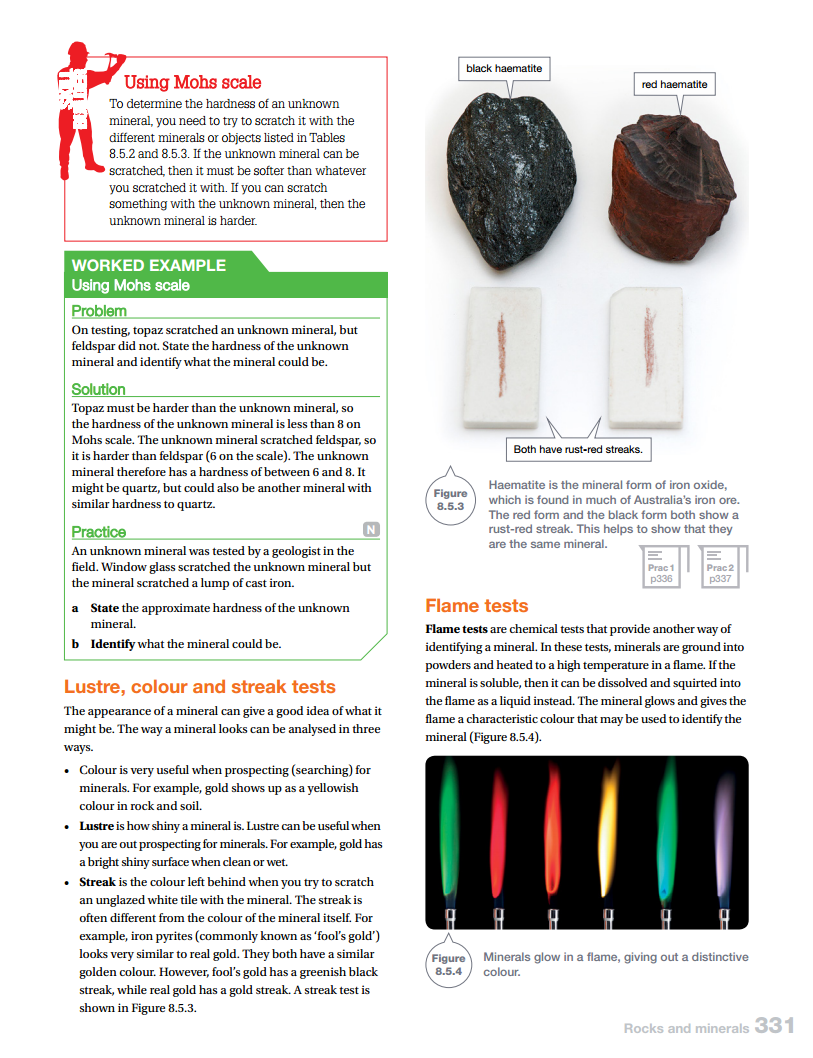 Using Mohs scale
To determine the hardness of an unknown
mineral, you need to try to scratch it with the
different minerals or objects listed in Tables
8.5.2 and 8.5.3. If the unknown mineral can be
scratched, then it must be softer than whatever
you scratched it with. If you can scratch
something with the unknown mineral, then the
unknown mineral is harder.
WORKED EXAMPLE
Using Mohs scale
Problem
On testing, topaz scratched an unknown mineral, but
feldspar did not. State the hardness of the unknown
mineral and identify what the mineral could be.
Solution
Topaz must be harder than the unknown mineral, so
the hardness of the unknown mineral is less than 8 on
Mohs scale. The unknown mineral scratched feldspar, so
it is harder than feldspar (6 on the scale). The unknown
mineral therefore has a hardness of between 6 and 8. It
might be quartz, but could also be another mineral with
similar hardness to quartz.
Practice N
An unknown mineral was tested by a geologist in the
field. Window glass scratched the unknown mineral but
the mineral scratched a lump of cast iron.
a State the approximate hardness of the unknown
mineral.
b Identify what the mineral could be.
Lustre, colour and streak tests
The appearance of a mineral can give a good idea of what it
might be. The way a mineral looks can be analysed in three
ways.
• Colour is very useful when prospecting (searching) for
minerals. For example, gold shows up as a yellowish
colour in rock and soil.
• Lustre is how shiny a mineral is. Lustre can be useful when
you are out prospecting for minerals. For example, gold has
a bright shiny surface when clean or wet.
• Streak is the colour left behind when you try to scratch
an unglazed white tile with the mineral. The streak is
often different from the colour of the mineral itself. For
example, iron pyrites (commonly known as ‘fool’s gold’)
looks very similar to real gold. They both have a similar
golden colour. However, fool’s gold has a greenish black
streak, while real gold has a gold streak. A streak test is
shown in Figure 8.5.3.
black haematite
red haematite
Both have rust-red streaks.
Figure
8.5.3
Haematite is the mineral form of iron oxide,
which is found in much of Australia’s iron ore.
The red form and the black form both show a
rust-red streak. This helps to show that they
are the same mineral.
Prac 1
p336
Prac 2
p337
Flame tests
Flame tests are chemical tests that provide another way of
identifying a mineral. In these tests, minerals are ground into
powders and heated to a high temperature in a flame. If the
mineral is soluble, then it can be dissolved and squirted into
the flame as a liquid instead. The mineral glows and gives the
flame a characteristic colour that may be used to identify the
mineral (Figure 8.5.4).
Figure
8.5.4
Minerals glow in a flame, giving out a distinctive
colour.
Rocks and minerals 331